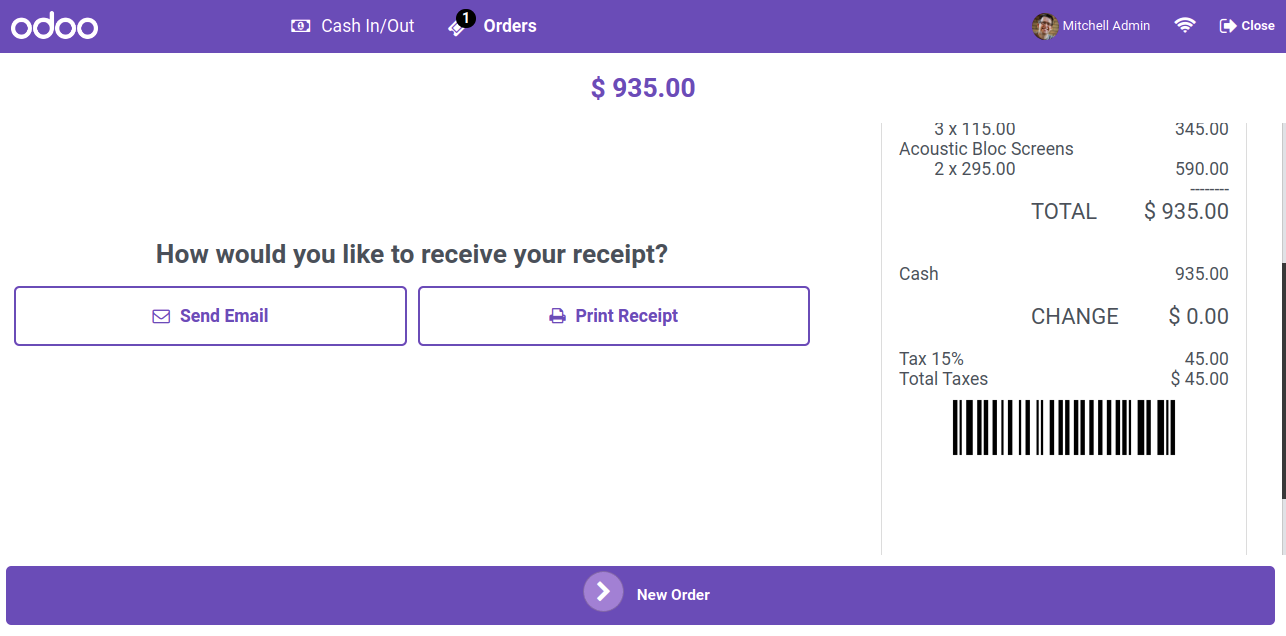 odoo
Cash In/Out
1
Orders
Mitchell Admin
Close
$ 935.00
3 x 115.00 345.00
Acoustic Bloc Screens
2 x 295.00 590.00
--------
TOTAL $ 935.00
Cash 935.00
CHANGE $ 0.00
Tax 15% 45.00
Total Taxes $ 45.00
How would you like to receive your receipt?
Send Email
Print Receipt
New Order